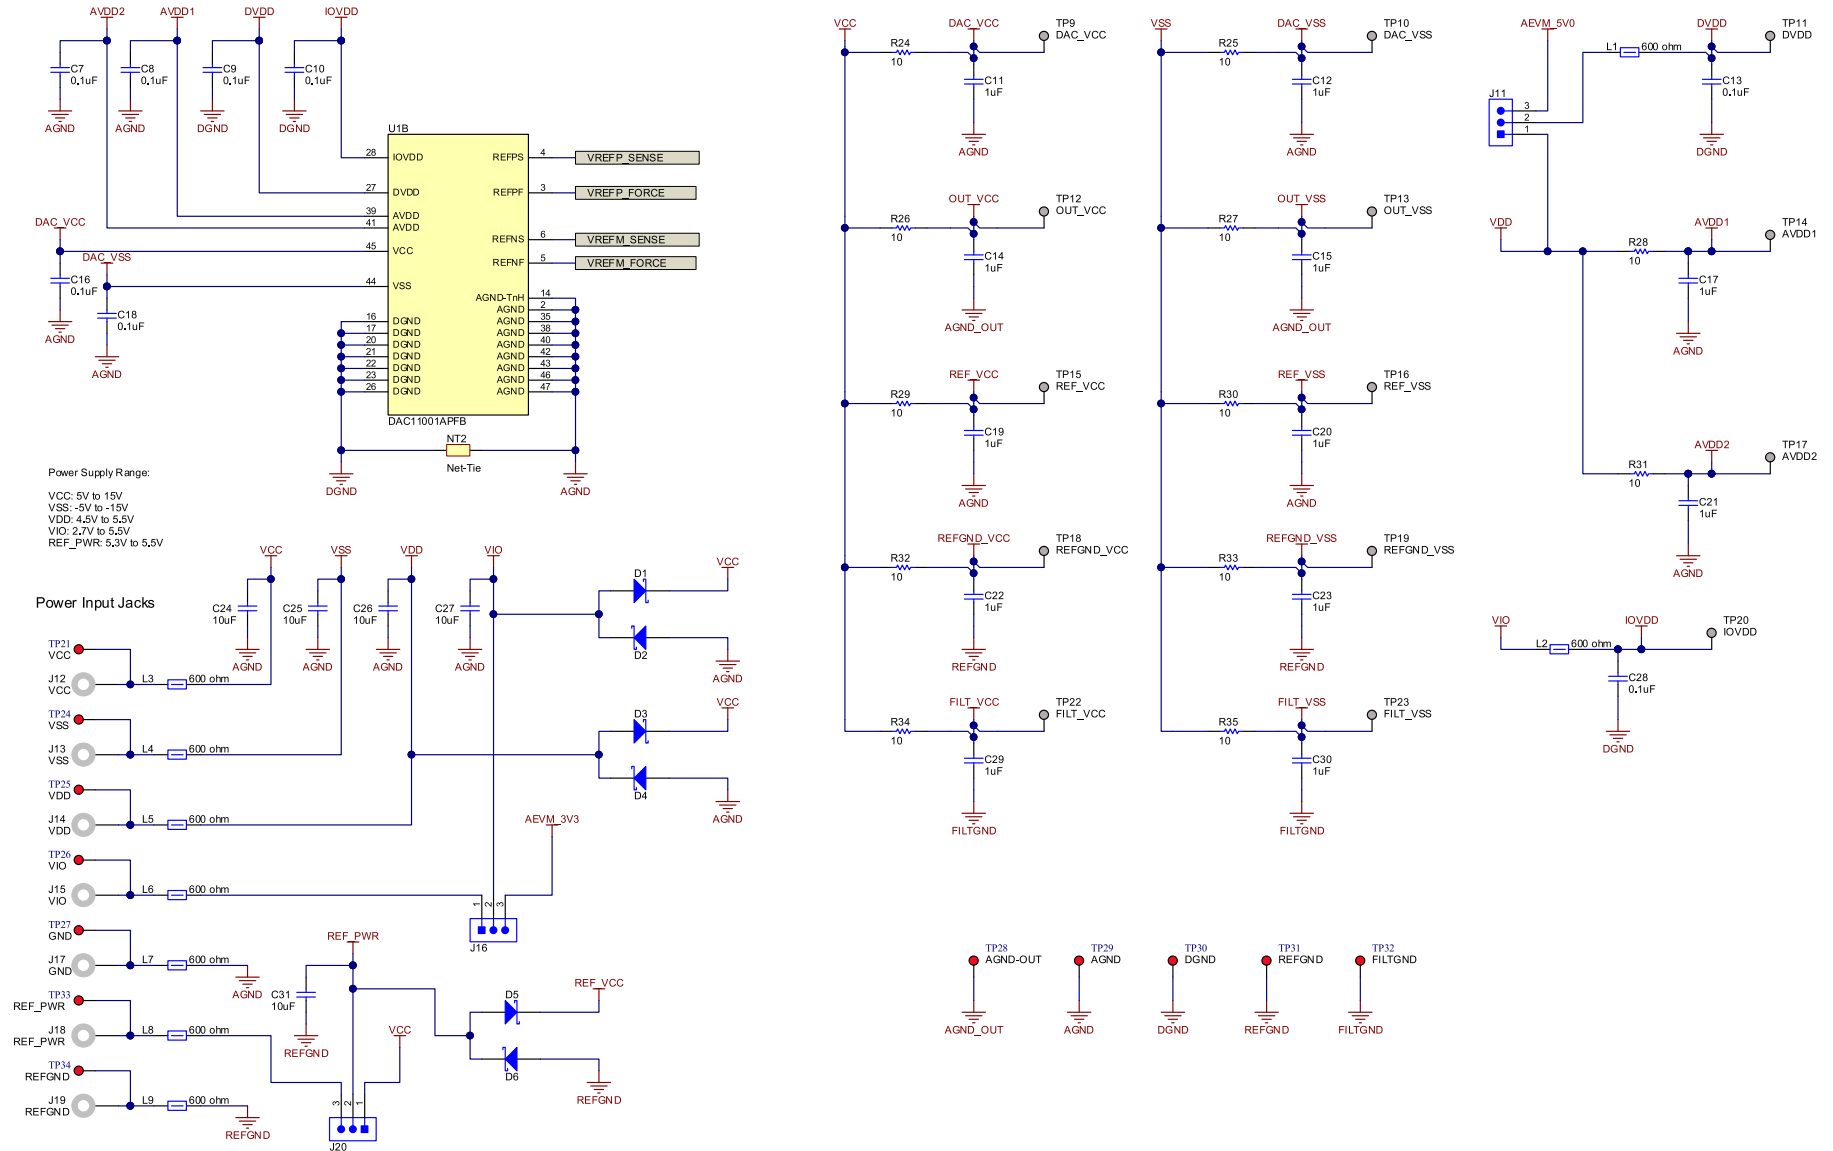 AVDD2
AVDD1
DVDD
IOVDD
C7
0.1uF
C8
0.1uF
C9
0.1uF
C10
0.1uF
AGND
AGND
DGND
DGND
U1B
28
IOVDD
27
DVDD
39
AVDD
41
AVDD
45
VCC
44
VSS
16
DGND
17
DGND
20
DGND
21
DGND
22
DGND
23
DGND
26
DGND
REFPS
4
VREFP_SENSE
REFPF
3
VREFP_FORCE
REFNS
6
VREFM_SENSE
REFNF
5
VREFM_FORCE
AGND-TnH
14
AGND
2
AGND
35
AGND
38
AGND
40
AGND
42
AGND
43
AGND
46
AGND
47
DAC11001APFB
DAC_VCC
C16
0.1uF
AGND
DAC_VSS
C18
0.1uF
AGND
NT2
Net-Tie
DGND
AGND
Power Supply Range:
VCC: 5V to 15V
VSS: -5V to -15V
VDD: 4.5V to 5.5V
VIO: 2.7V to 5.5V
REF_PWR: 5.3V to 5.5V
Power Input Jacks
VCC
VSS
VDD
VIO
C24
10uF
C25
10uF
C26
10uF
C27
10uF
AGND
AGND
AGND
AGND
D1
VCC
D2
AGND
D3
VCC
D4
AGND
TP21
VCC
J12
VCC
L3
600 ohm
TP24
VSS
J13
VSS
L4
600 ohm
TP25
VDD
J14
VDD
L5
600 ohm
TP26
VIO
J15
VIO
L6
600 ohm
AEVM_3V3
1
2
3
J16
TP27
GND
J17
GND
L7
600 ohm
AGND
TP33
REF_PWR
J18
REF_PWR
L8
600 ohm
TP34
REFGND
J19
REFGND
L9
600 ohm
REFGND
REF_PWR
C31
10uF
REFGND
VCC
3
2
1
J20
D5
REF_VCC
D6
REFGND
VCC
R24
10
DAC_VCC
TP9
DAC_VCC
C11
1uF
AGND
R26
10
OUT_VCC
TP12
OUT_VCC
C14
1uF
AGND_OUT
R29
10
REF_VCC
TP15
REF_VCC
C19
1uF
AGND
R32
10
REFGND_VCC
TP18
REFGND_VCC
C22
1uF
REFGND
R34
10
FILT_VCC
TP22
FILT_VCC
C29
1uF
FILTGND
VSS
R25
10
DAC_VSS
TP10
DAC_VSS
C12
1uF
AGND
R27
10
OUT_VSS
TP13
OUT_VSS
C15
1uF
AGND_OUT
R30
10
REF_VSS
TP16
REF_VSS
C20
1uF
AGND
R33
10
REFGND_VSS
TP19
REFGND_VSS
C23
1uF
REFGND
R35
10
FILT_VSS
TP23
FILT_VSS
C30
1uF
FILTGND
AEVM_5V0
L1
600 ohm
DVDD
TP11
DVDD
C13
0.1uF
DGND
J11
3
2
1
VDD
R28
10
AVDD1
TP14
AVDD1
C17
1uF
AGND
R31
10
AVDD2
TP17
AVDD2
C21
1uF
AGND
VIO
L2
600 ohm
IOVDD
TP20
IOVDD
C28
0.1uF
DGND
TP28
AGND-OUT
AGND_OUT
TP29
AGND
AGND
TP30
DGND
DGND
TP31
REFGND
REFGND
TP32
FILTGND
FILTGND